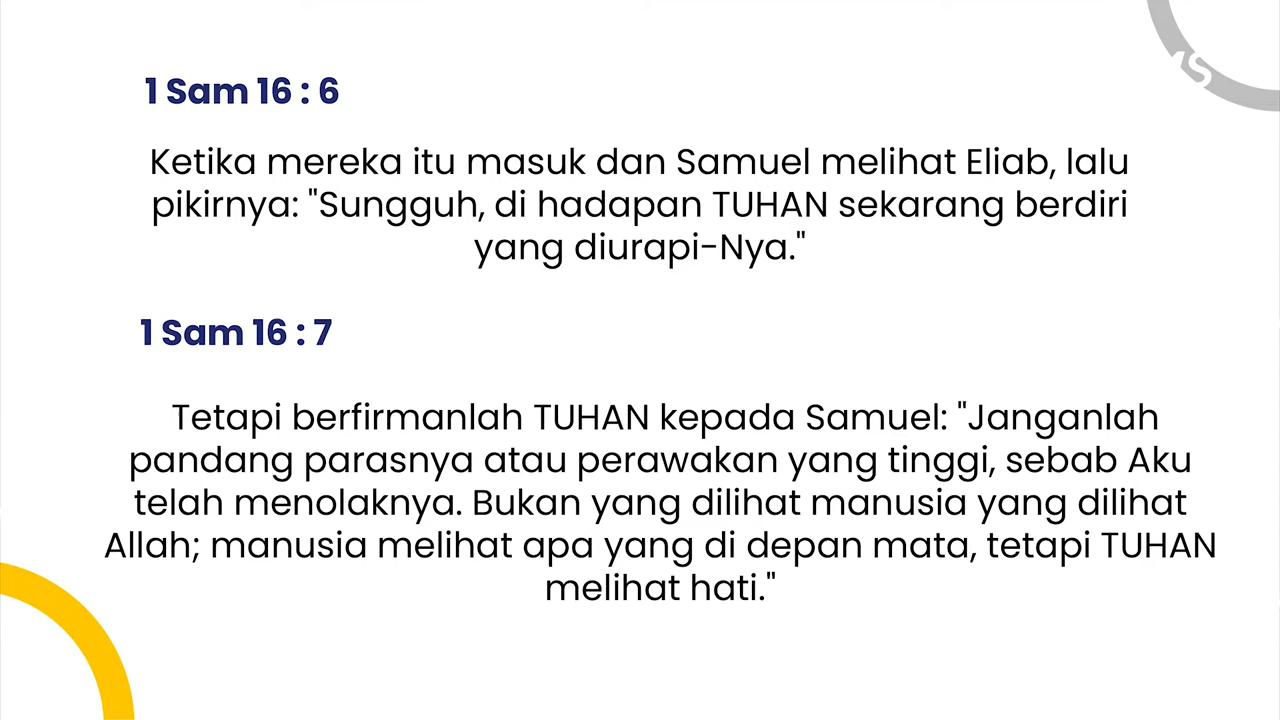 1 Sam 16 : 6
Ketika mereka itu masuk dan Samuel melihat Eliab, lalu
pikirnya: "Sungguh, di hadapan TUHAN sekarang berdiri
yang diurapi-Nya."
1 Sam 16 : 7
Tetapi berfirmanlah TUHAN kepada Samuel: "Janganlah
pandang parasnya atau perawakan yang tinggi, sebab Aku
telah menolaknya. Bukan yang dilihat manusia yang dilihat
Allah; manusia melihat apa yang di depan mata, tetapi TUHAN
melihat hati."